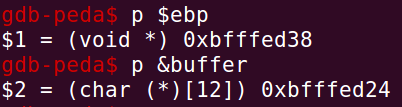 gdb-peda$ p $ebp
$1 = (void *) 0xbfffed38
gdb-peda$ p &buffer
$2 = (char (*)[12]) 0xbfffed24